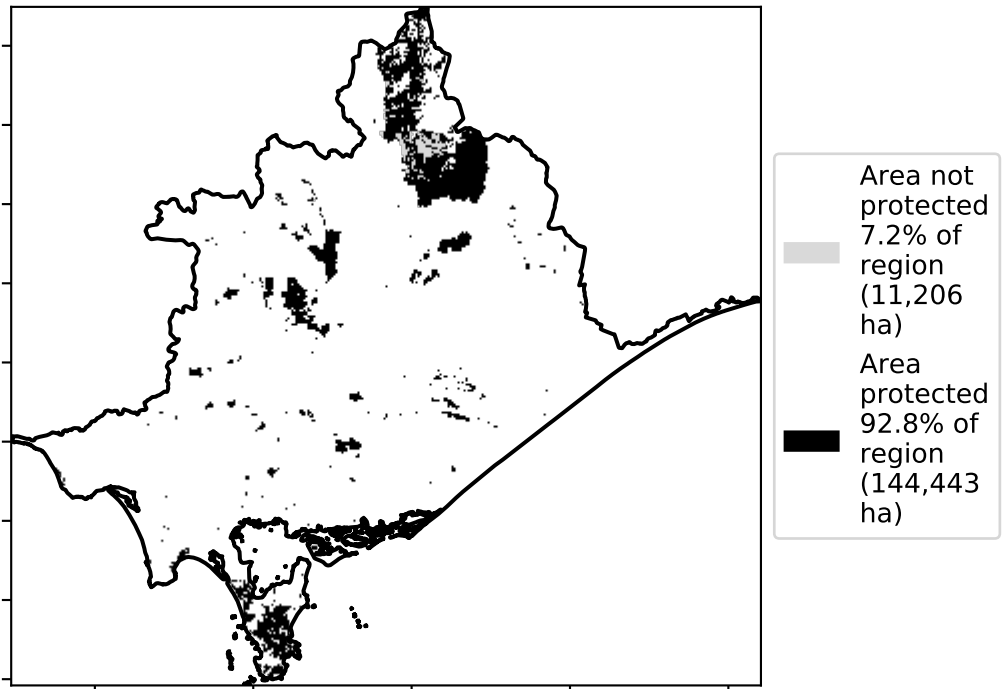 Area not
protected
7.2% of
region
(11,206
ha)
Area
protected
92.8% of
region
(144,443
ha)